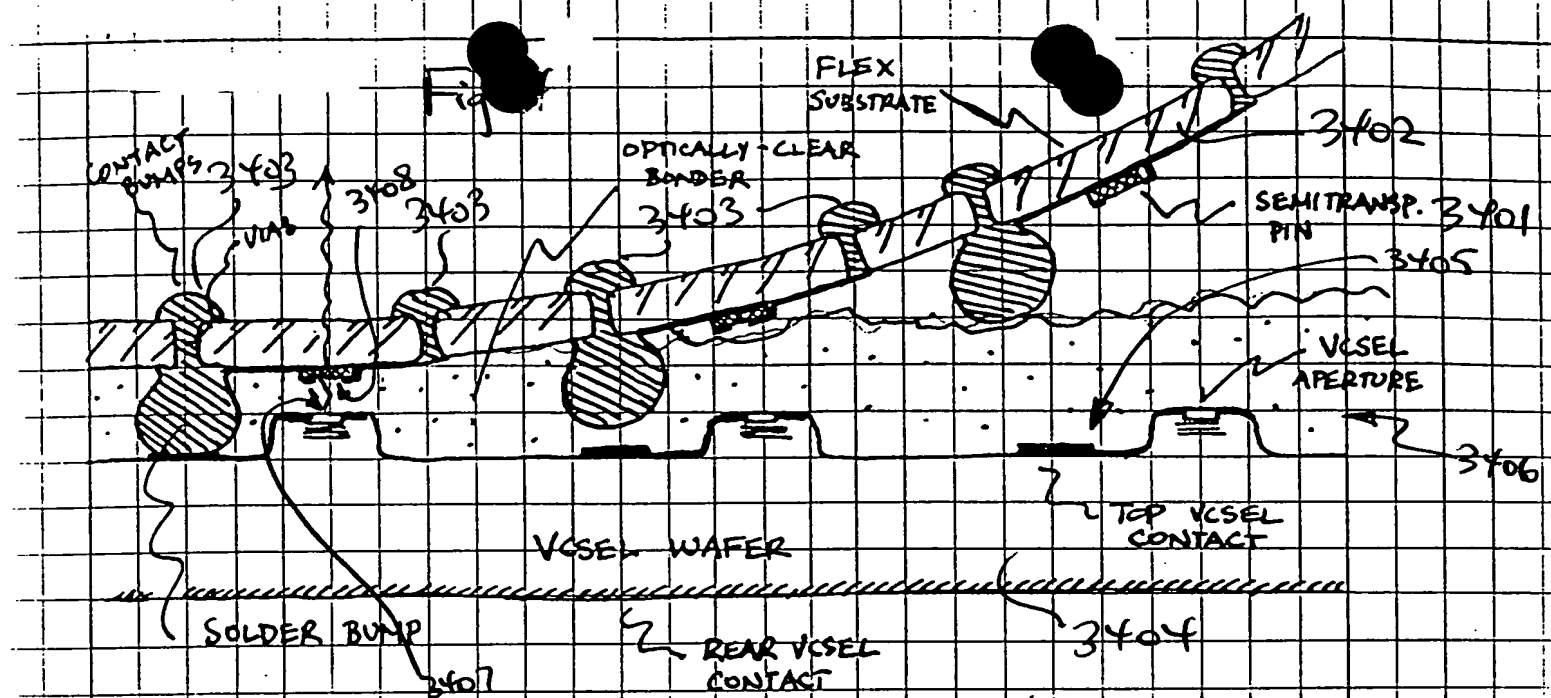 Fig
FLEX
SUBSTRATE
3402
CONTACT
BUMPS
3403
VIAS
3408
3403
OPTICALLY-CLEAR
BONDER
3403
SEMITRANSP.
PIN
3401
3405
VCSEL
APERTURE
3406
TOP VCSEL
CONTACT
VCSEL WAFER
SOLDER BUMP
REAR VCSEL
CONTACT
3404
3407